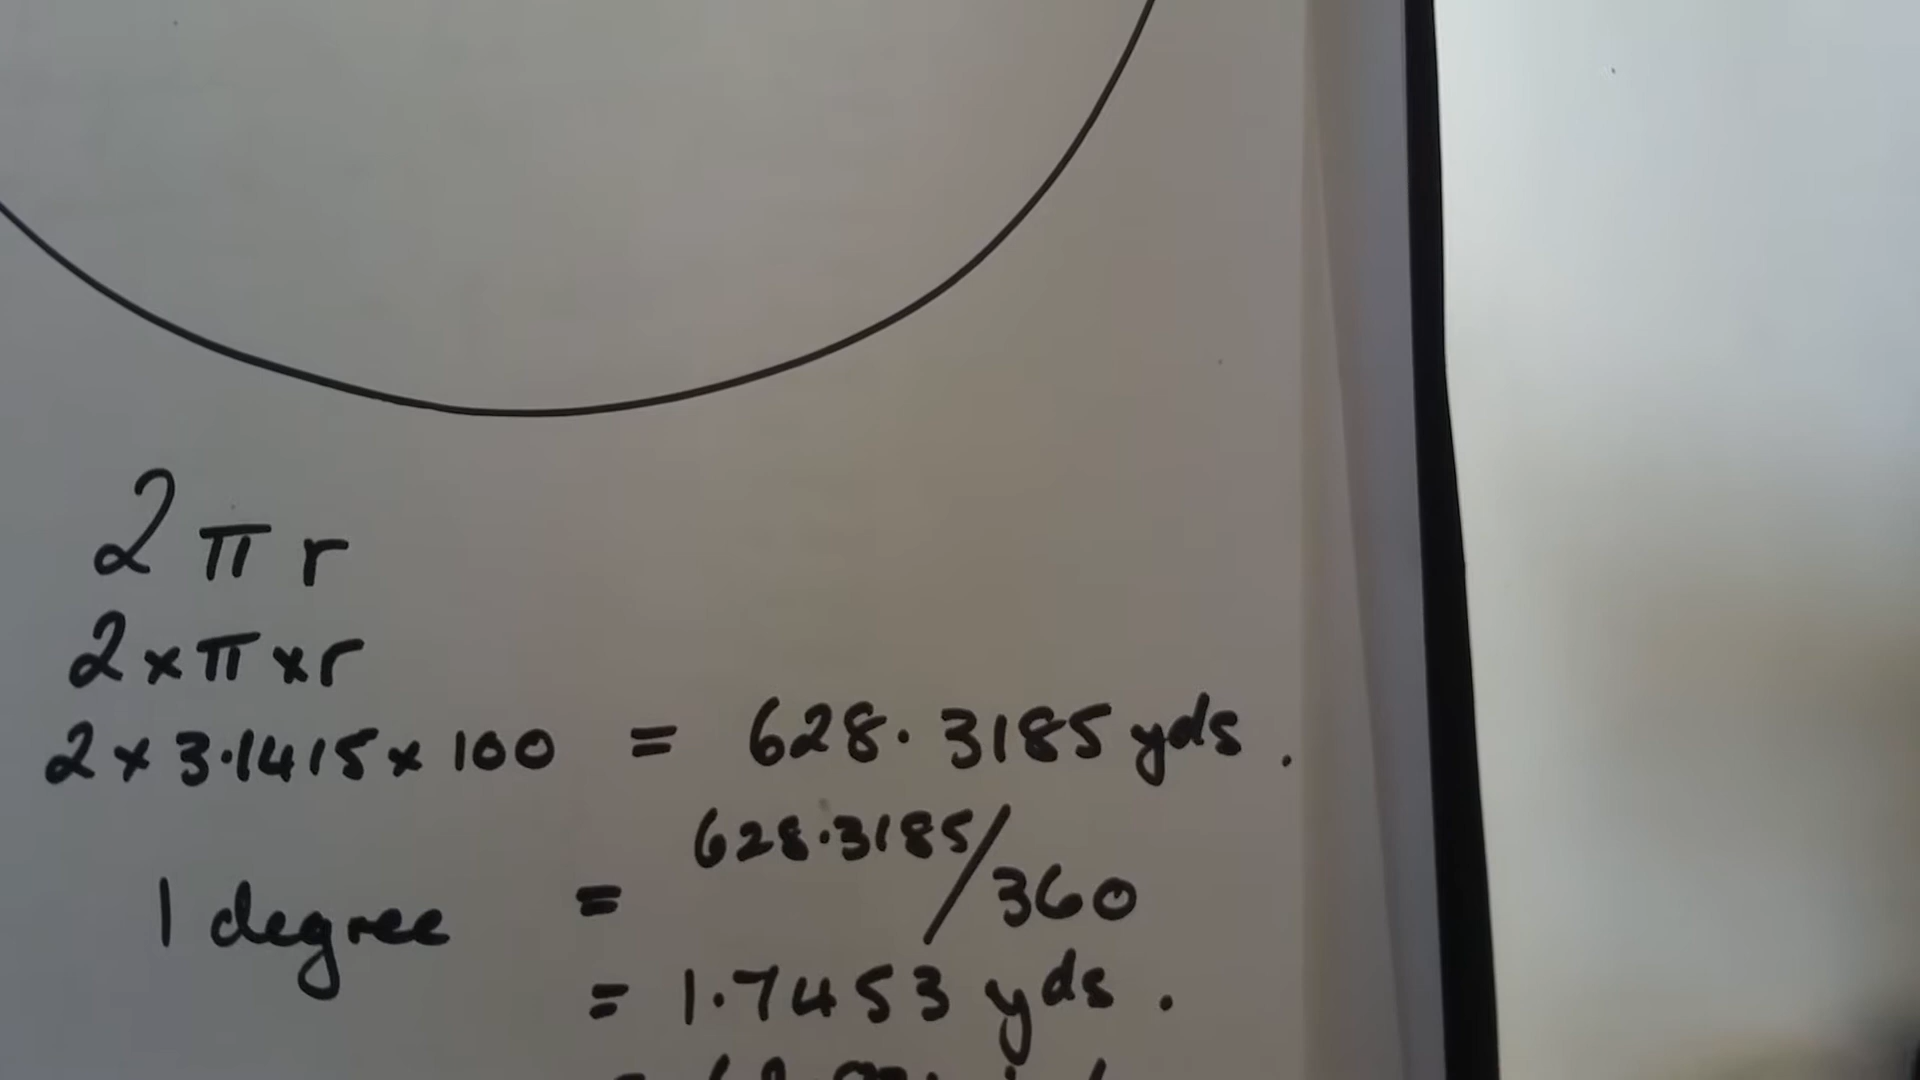 2πr
2×π×r
2×3.1415×100 = 628.3185 yds.
1 degree = 628.3185/360
= 1.7453 yds.